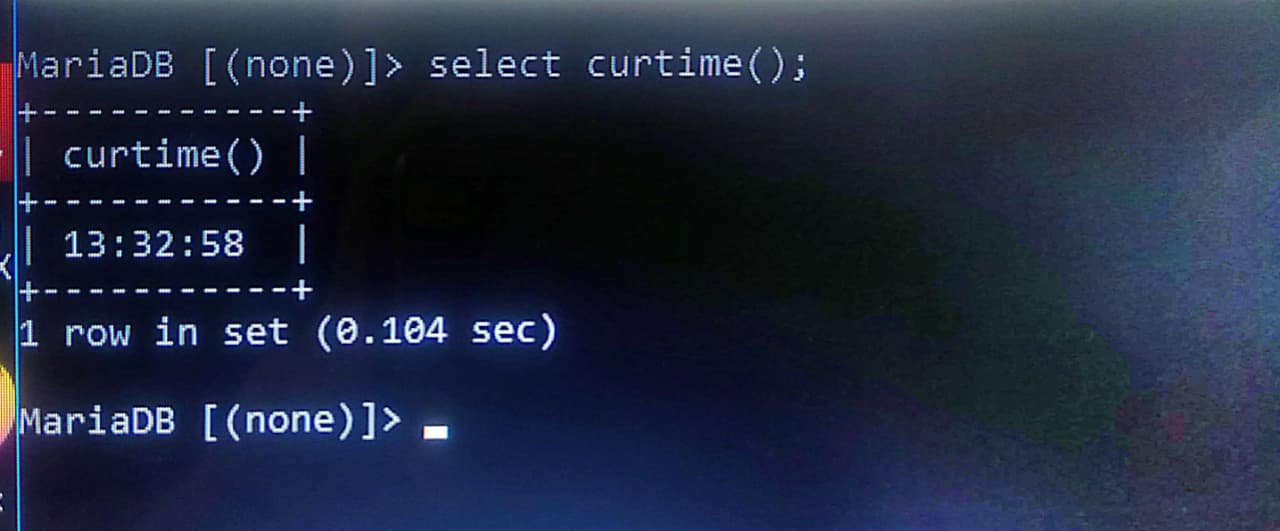 MariaDB [(none)]> select curtime();
+-----------+
| curtime() |
+-----------+
| 13:32:58  |
+-----------+
1 row in set (0.104 sec)
MariaDB [(none)]>